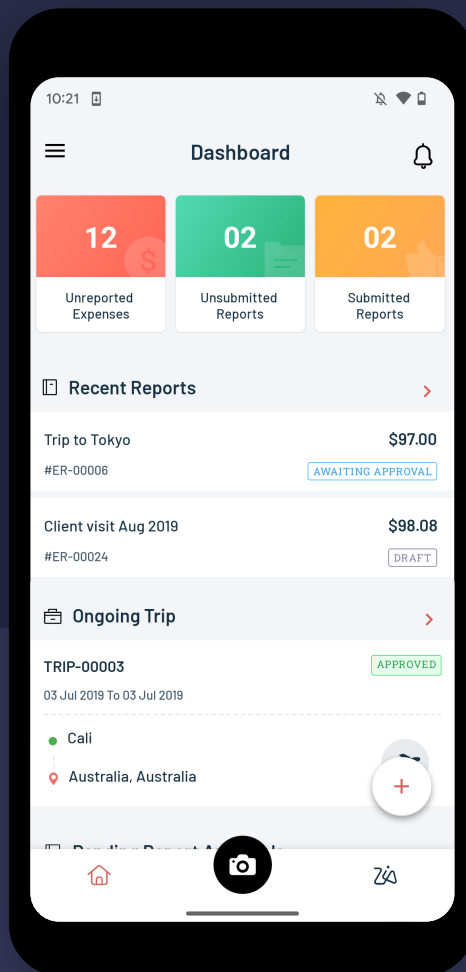 10:21
Dashboard
12
02
02
Unreported
Expenses
Unsubmitted
Reports
Submitted
Reports
Recent Reports
Trip to Tokyo
$97.00
#ER-00006
AWAITING APPROVAL
Client visit Aug 2019
$98.08
#ER-00024
DRAFT
Ongoing Trip
TRIP-00003
APPROVED
03 Jul 2019 To 03 Jul 2019
Cali
Australia, Australia
Zia